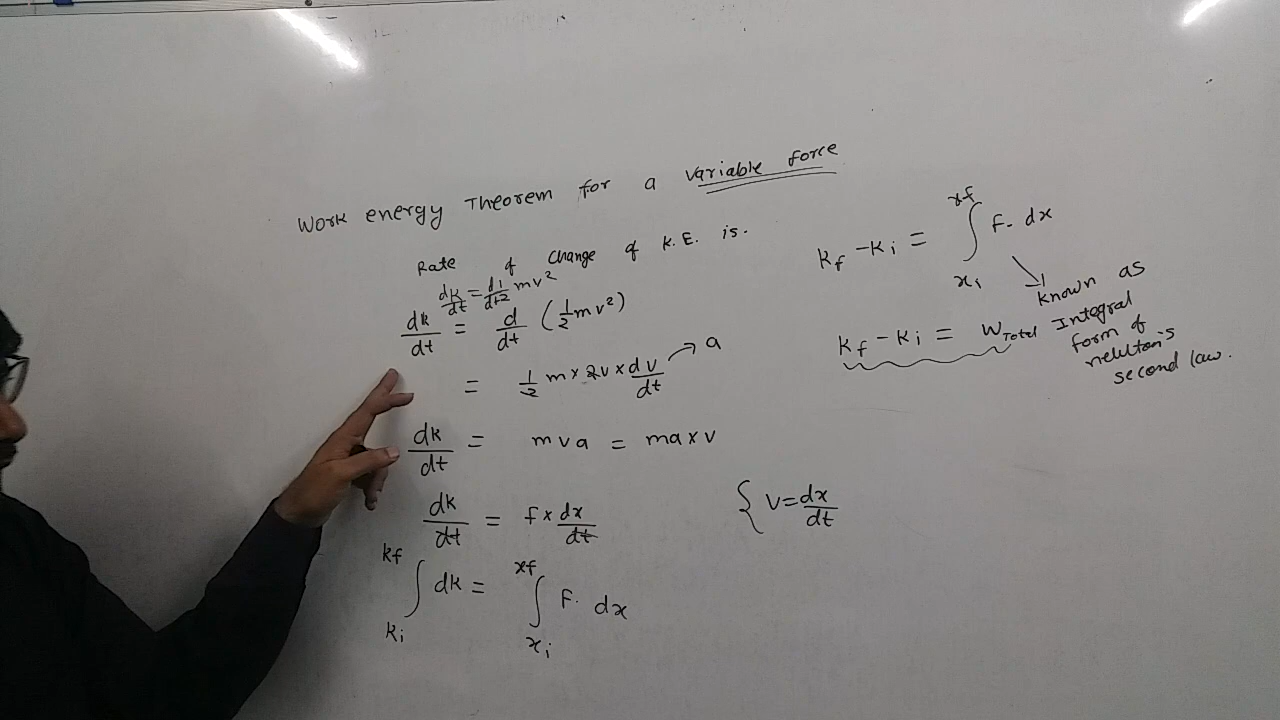 Work energy Theorem for a variable force
Rate of change of K.E. is.
dk/dt = d/dt 1/2 mv²
dk/dt = d/dt (1/2 mv²)
= 1/2 m × 2v × dv/dt → a
dk/dt = mva = ma×v
dk/dt = f × dx/dt { v = dx/dt
∫_{ki}^{kf} dk = ∫_{xi}^{xf} F. dx
kf - ki = ∫_{xi}^{xf} F. dx
known as
Integral
form of
newton's
second law.
kf - ki = W_Total